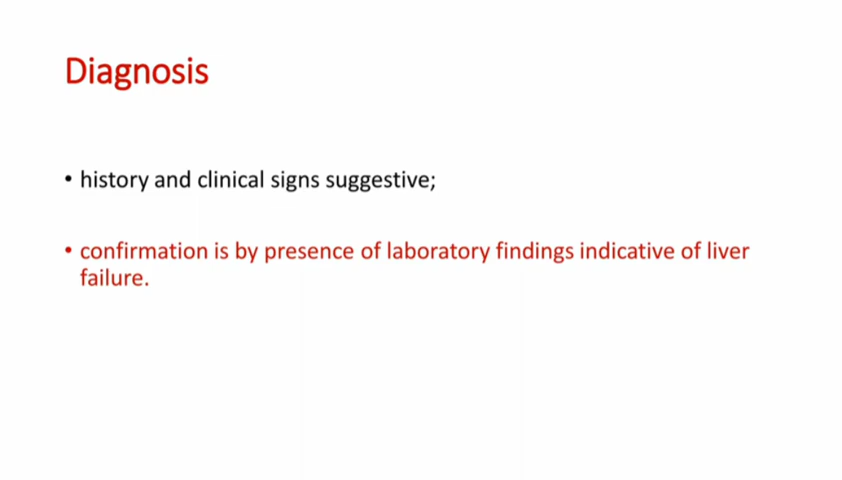 Diagnosis
• history and clinical signs suggestive;
• confirmation is by presence of laboratory findings indicative of liver
failure.